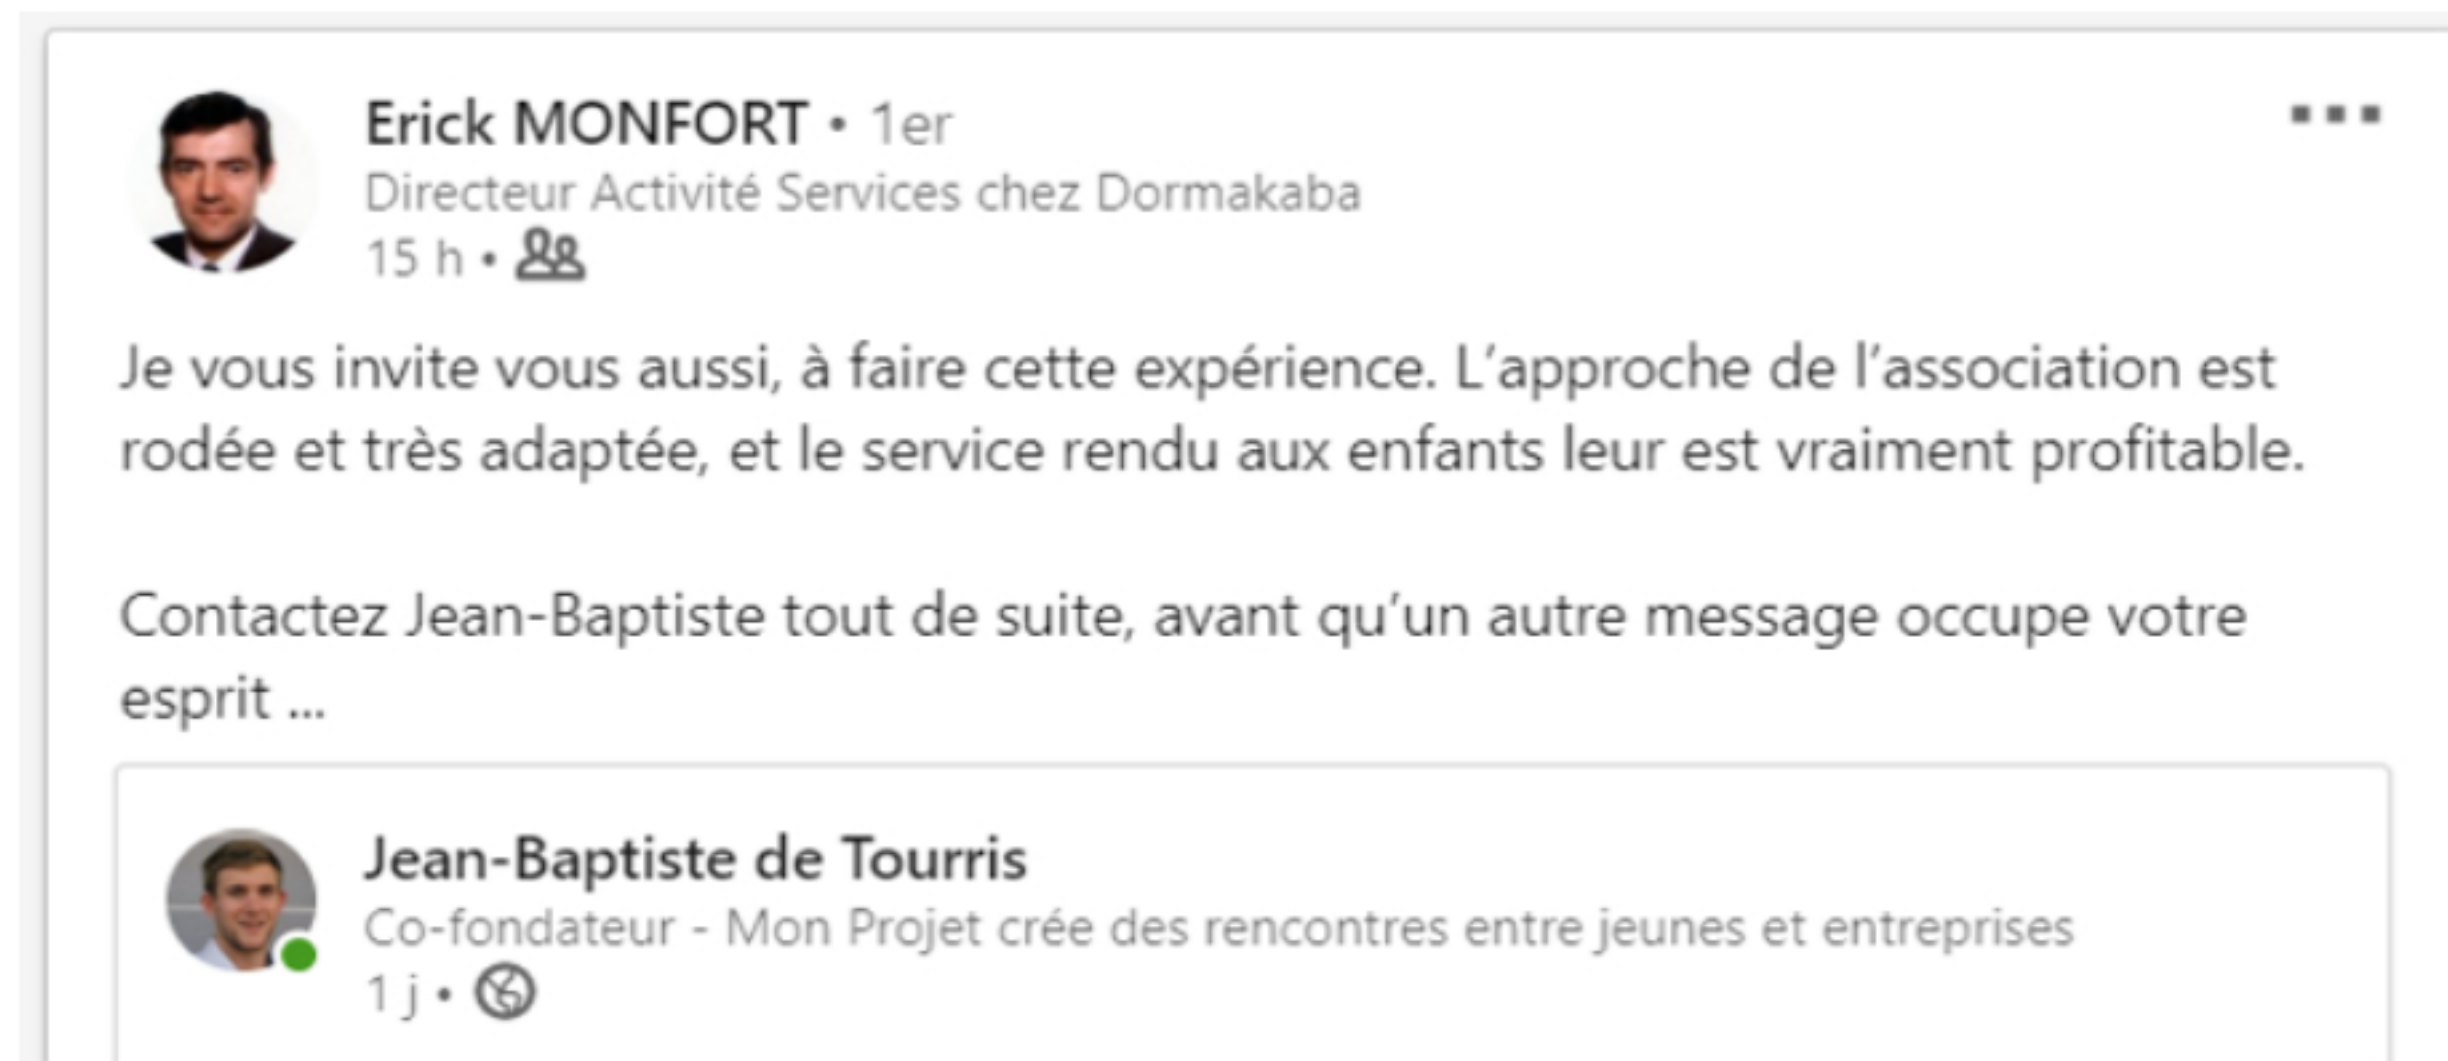 Erick MONFORT • 1er
Directeur Activité Services chez Dormakaba
15 h •
Je vous invite vous aussi, à faire cette expérience. L’approche de l’association est
rodée et très adaptée, et le service rendu aux enfants leur est vraiment profitable.
Contactez Jean-Baptiste tout de suite, avant qu’un autre message occupe votre
esprit ...
Jean-Baptiste de Tourris
Co-fondateur - Mon Projet crée des rencontres entre jeunes et entreprises
1 j •